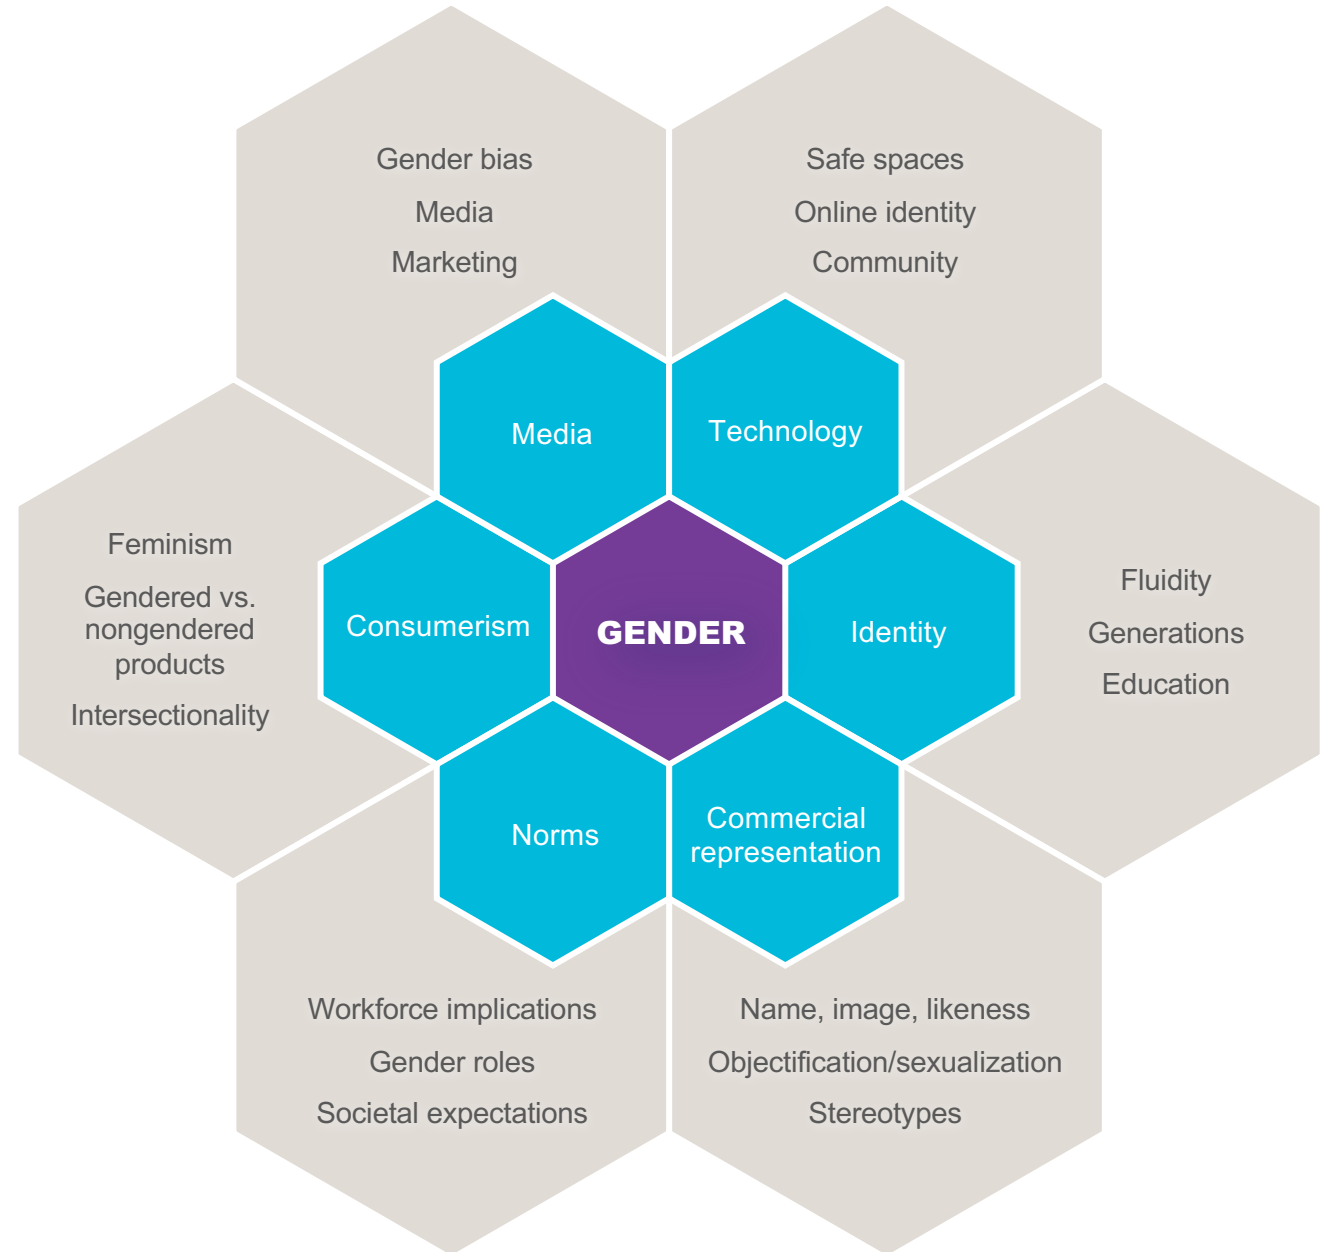 Gender bias
Media
Marketing
Safe spaces
Online identity
Community
Media
Technology
Feminism
Gendered vs.
nongendered
products
Intersectionality
Consumerism
GENDER
Identity
Fluidity
Generations
Education
Norms
Commercial
representation
Workforce implications
Gender roles
Societal expectations
Name, image, likeness
Objectification/sexualization
Stereotypes